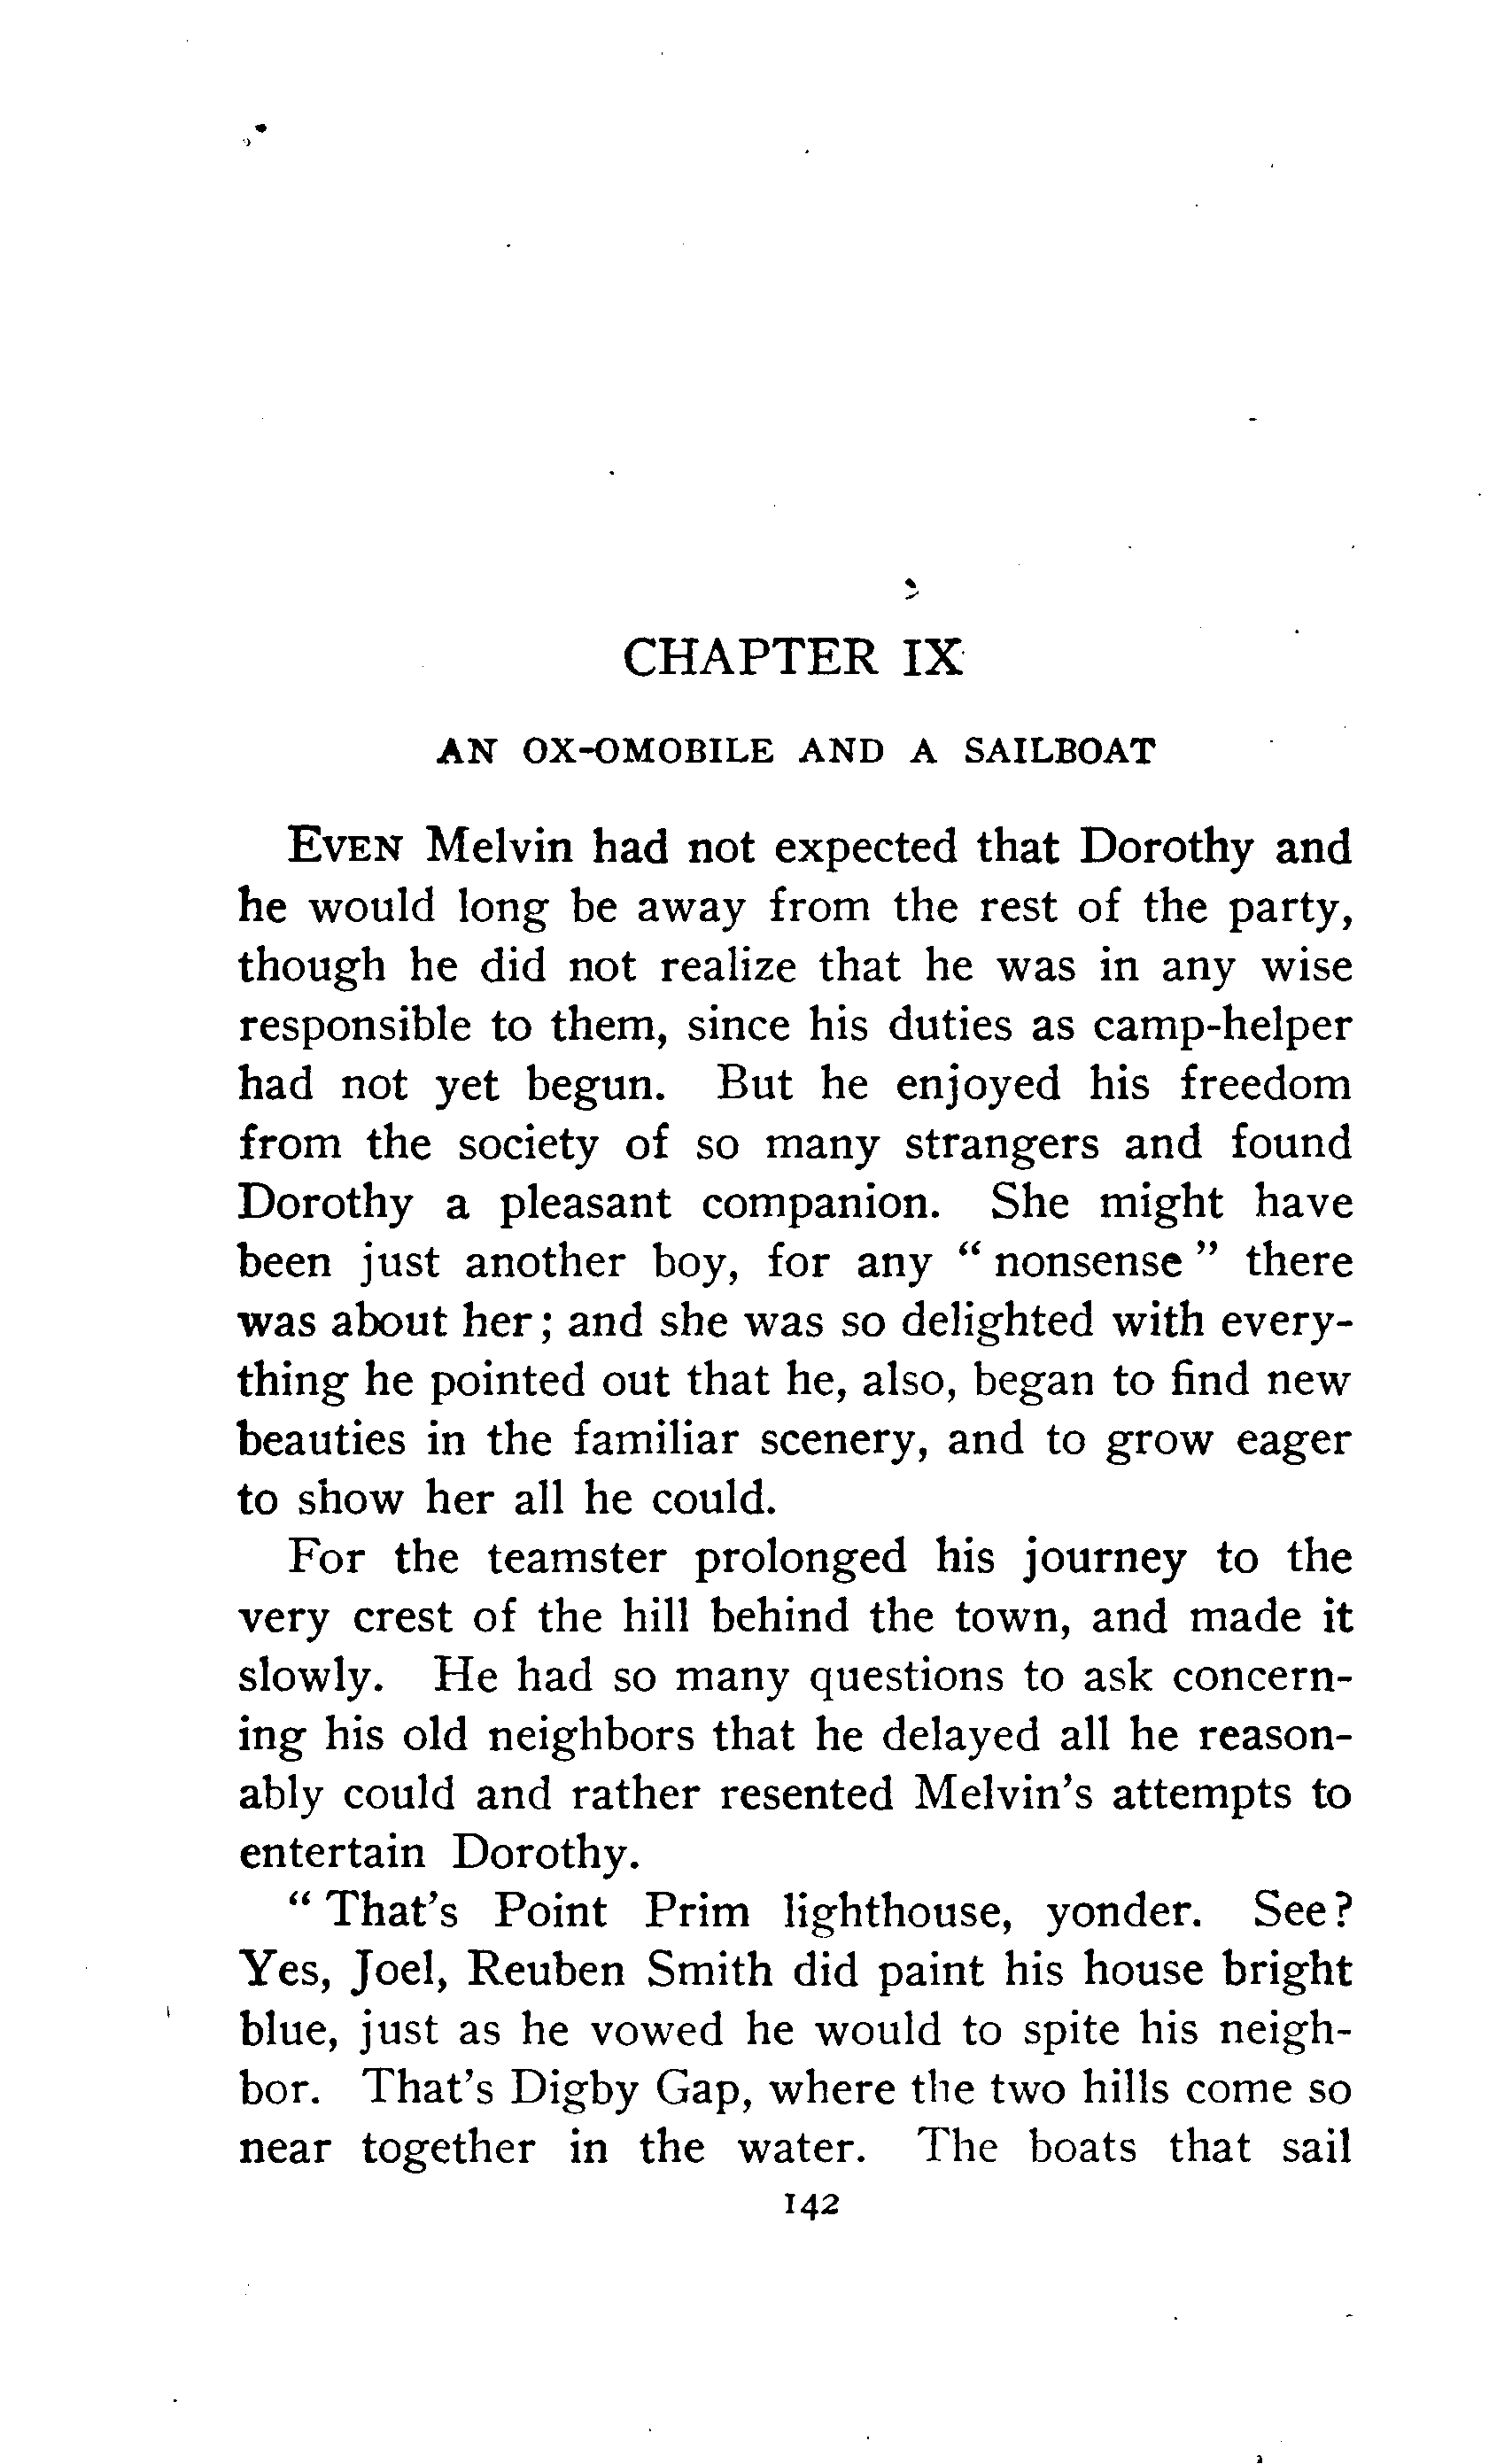 CHAPTER IX
AN OX-OMOBILE AND A SAILBOAT
EVEN Melvin had not expected that Dorothy and
he would long be away from the rest of the party,
though he did not realize that he was in any wise
responsible to them, since his duties as camp-helper
had not yet begun. But he enjoyed his freedom
from the society of so many strangers and found
Dorothy a pleasant companion. She might have
been just another boy, for any “ nonsense ” there
was about her; and she was so delighted with every-
thing he pointed out that he, also, began to find new
beauties in the familiar scenery, and to grow eager
to show her all he could.
For the teamster prolonged his journey to the
very crest of the hill behind the town, and made it
slowly. He had so many questions to ask concern-
ing his old neighbors that he delayed all he reason-
ably could and rather resented Melvin's attempts to
entertain Dorothy.
“ That's Point Prim lighthouse, yonder. See?
Yes, Joel, Reuben Smith did paint his house bright
blue, just as he vowed he would to spite his neigh-
bor. That's Digby Gap, where the two hills come so
near together in the water. The boats that sail
142